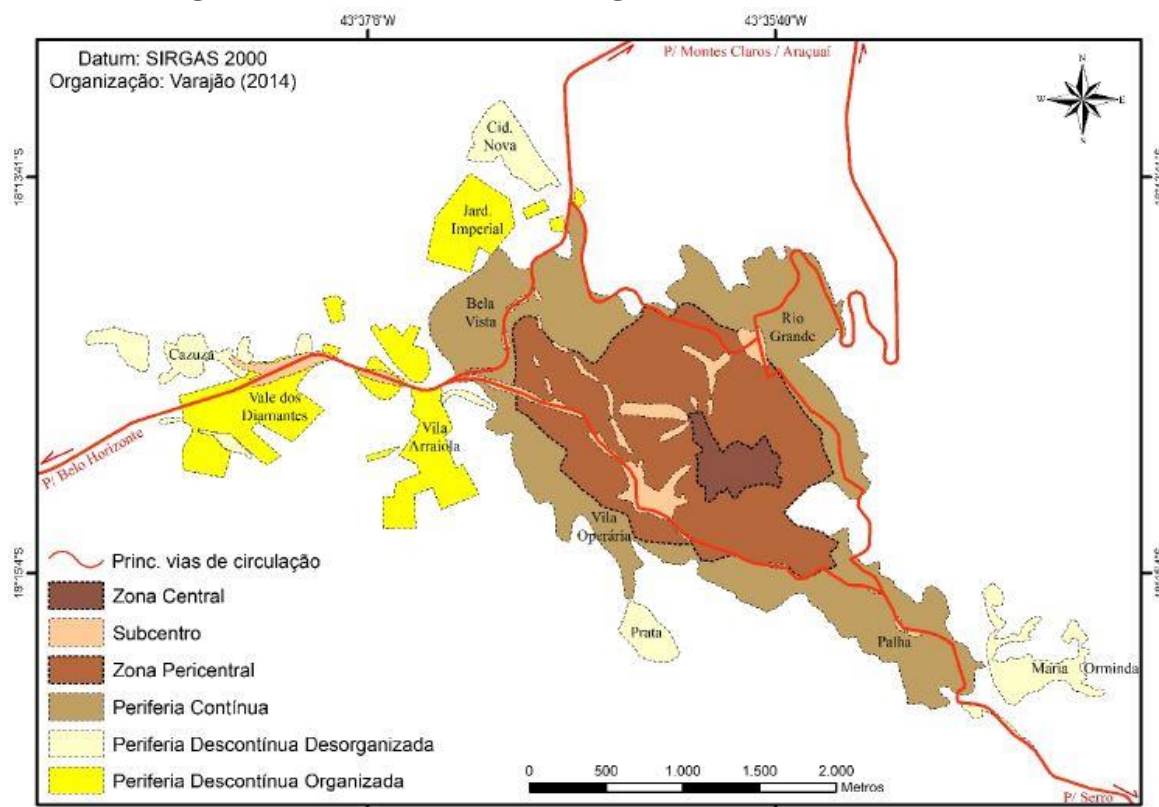 43°37'8"W
43°35'40"W
Datum: SIRGAS 2000
Organização: Varajão (2014)
P/ Montes Claros / Araçuaí
N
W
E
S
18°13'41"S
Cid.
Nova
Jard.
Imperial
Bela
Vista
Rio
Grande
Cazuza
Vale dos
Diamantes
Vila
Arraiola
P/ Belo Horizonte
Vila
Operária
18°15'4"S
Prata
Palha
Maria Orminda
P/ Serro
Princ. vias de circulação
Zona Central
Subcentro
Zona Pericentral
Periferia Contínua
Periferia Descontínua Desorganizada
Periferia Descontínua Organizada
0 500 1.000 1.500 2.000
Metros